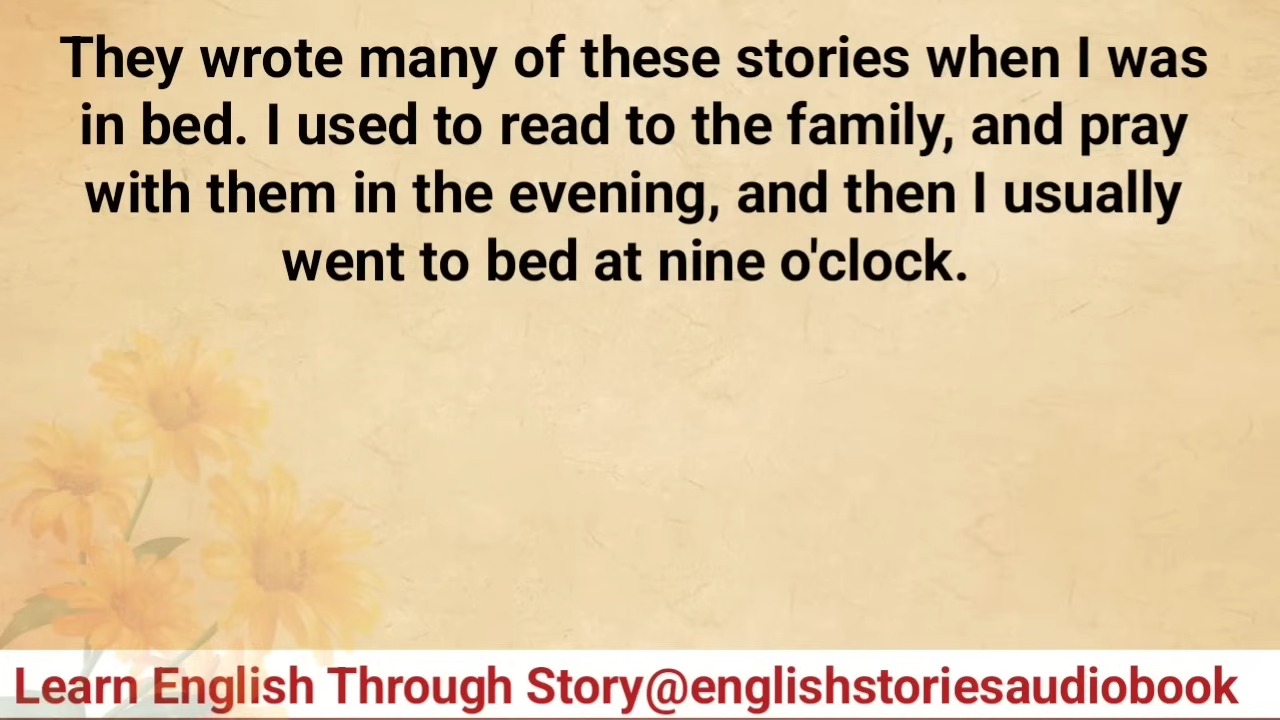 They wrote many of these stories when I was
in bed. I used to read to the family, and pray
with them in the evening, and then I usually
went to bed at nine o'clock.
Learn English Through Story@englishstoriesaudiobook